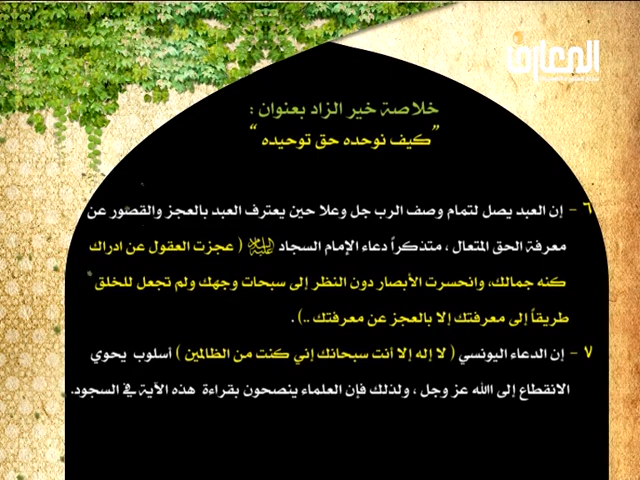 المعارف
خلاصة خير الزاد بعنوان :
”كيف نوحده حق توحيده “
٦ - إن العبد يصل لتمام وصف الرب جل وعلا حين يعترف العبد بالعجز والقصور عن
معرفة الحق المتعال ، متذكراً دعاء الإمام السجاد ( عجزت العقول عن ادراك
كنه جمالك، وانحسرت الأبصار دون النظر إلى سبحات وجهك ولم تجعل للخلق
طريقاً إلى معرفتك إلا بالعجز عن معرفتك ..) .
٧ - إن الدعاء اليونسي ( لا إله إلا أنت سبحانك إني كنت من الظالمين ) أسلوب يحوي
الانقطاع إلى الله عز وجل ، ولذلك فإن العلماء ينصحون بقراءة هذه الآية في السجود.